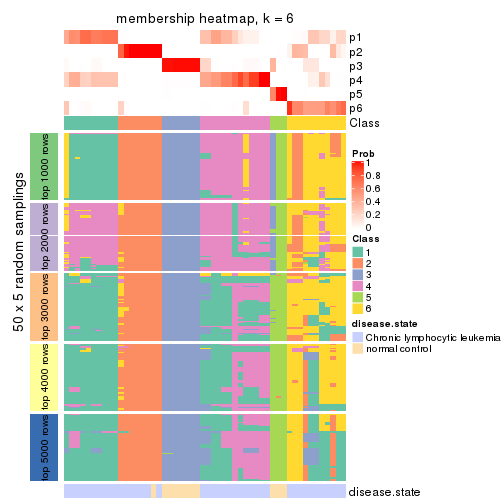 membership heatmap, k = 6
p1
p2
p3
p4
p5
p6
Class
50 x 5 random samplings
top 1000 rows
top 2000 rows
top 3000 rows
top 4000 rows
top 5000 rows
disease.state
Prob
1
0.8
0.6
0.4
0.2
0
Class
1
2
3
4
5
6
disease.state
Chronic lymphocytic leukemia
normal control